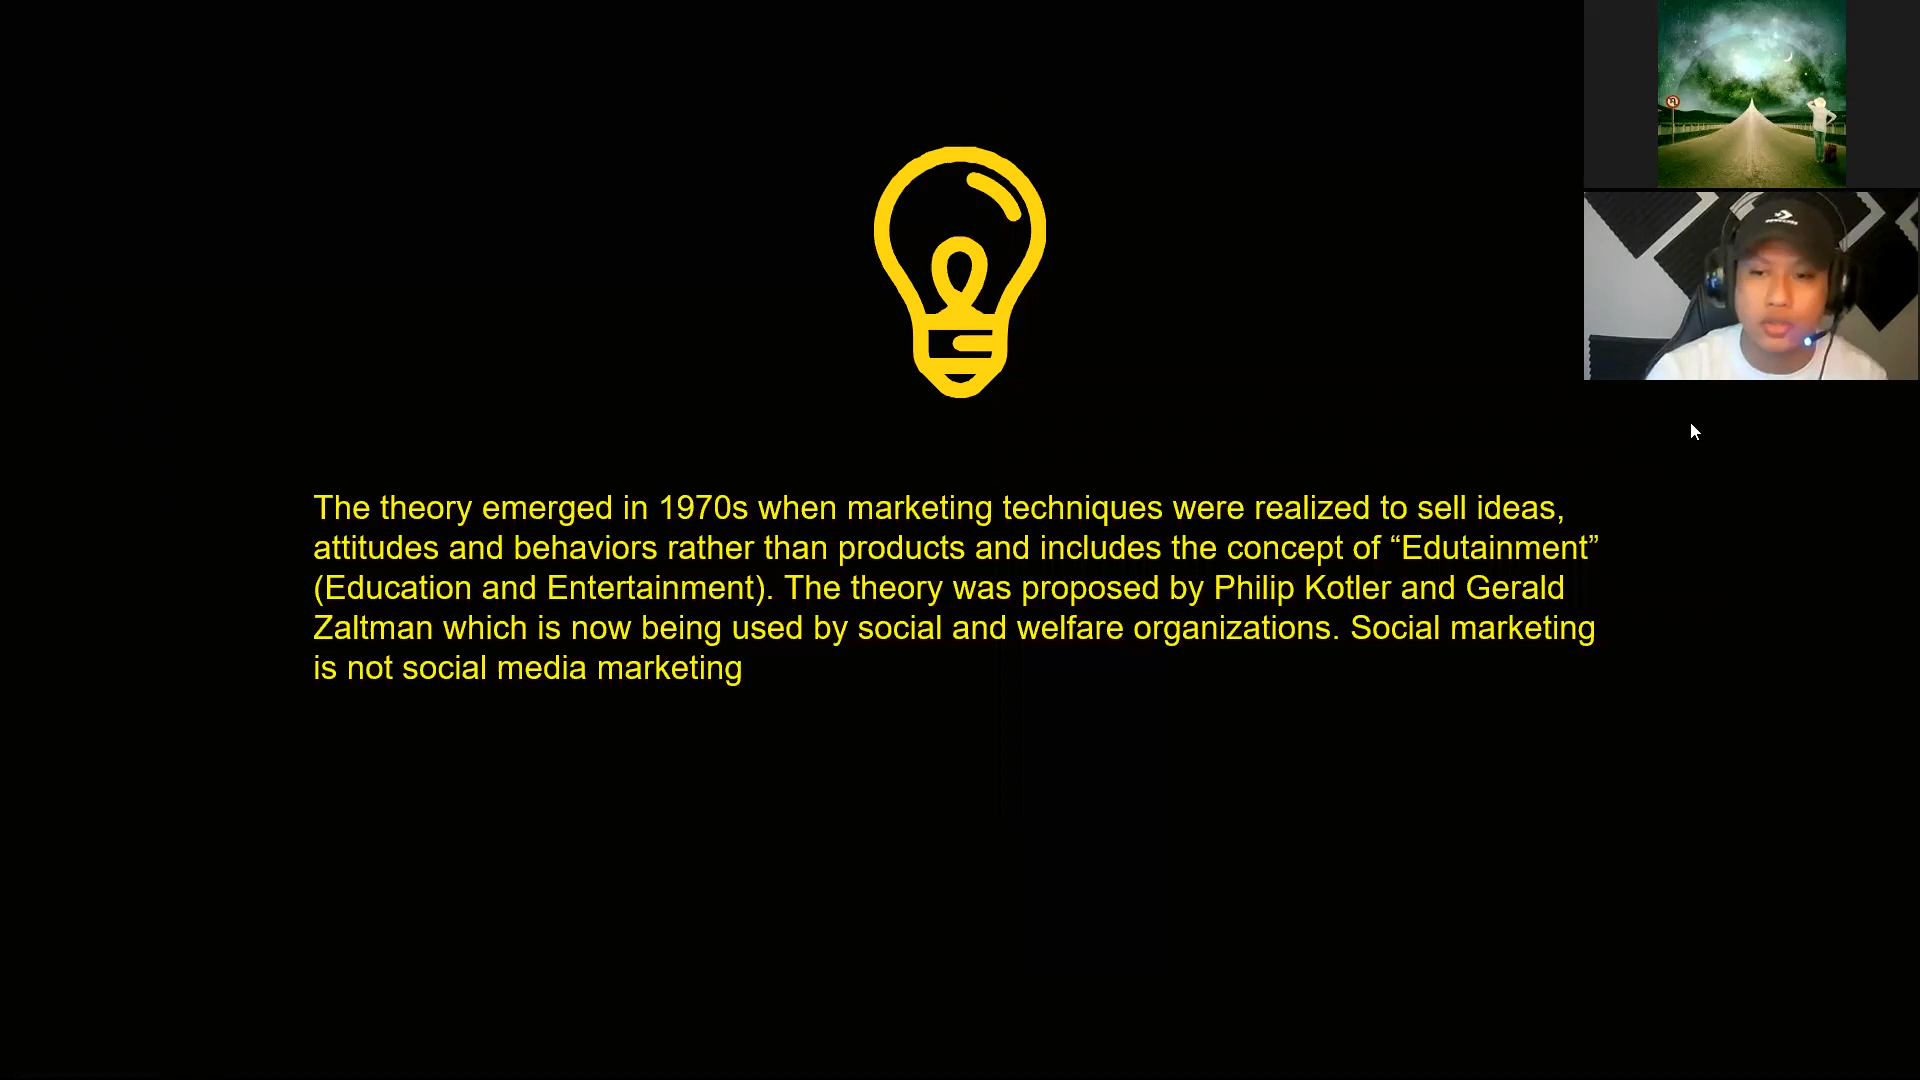 The theory emerged in 1970s when marketing techniques were realized to sell ideas,
attitudes and behaviors rather than products and includes the concept of “Edutainment”
(Education and Entertainment). The theory was proposed by Philip Kotler and Gerald
Zaltman which is now being used by social and welfare organizations. Social marketing
is not social media marketing